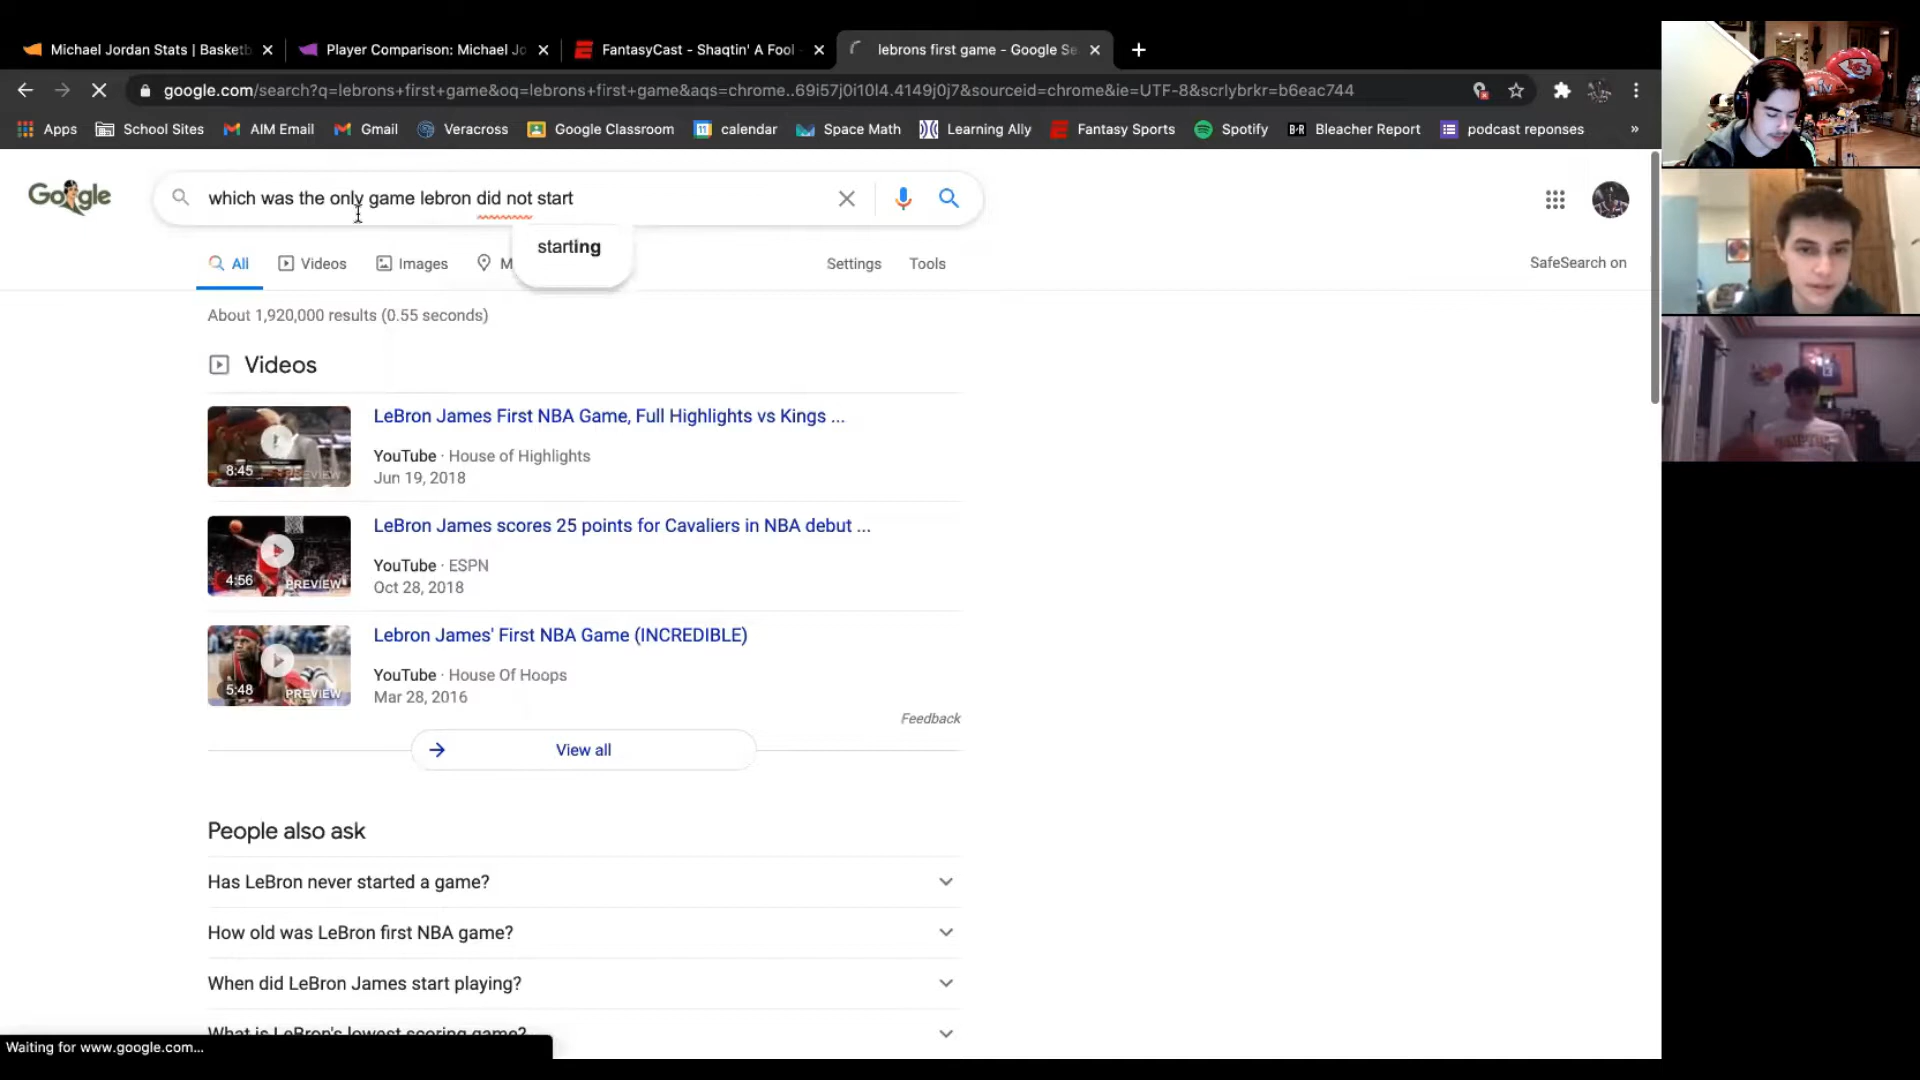 Michael Jordan Stats | Basketb
Player Comparison: Michael Jo
FantasyCast - Shaqtin' A Fool
lebrons first game - Google Se
google.com/search?q=lebrons+first+game&oq=lebrons+first+game&aqs=chrome..69i57j0i10l4.4149j0j7&sourceid=chrome&ie=UTF-8&scrlybrkr=b6eac744
Apps School Sites AIM Email Gmail Veracross Google Classroom calendar Space Math Learning Ally Fantasy Sports Spotify B·R Bleacher Report podcast reponses »
Google
which was the only game lebron did not start
starting
All Videos Images M Settings Tools
SafeSearch on
About 1,920,000 results (0.55 seconds)
Videos
LeBron James First NBA Game, Full Highlights vs Kings ...
YouTube · House of Highlights
Jun 19, 2018
8:45 PREVIEW
LeBron James scores 25 points for Cavaliers in NBA debut ...
YouTube · ESPN
Oct 28, 2018
4:56 PREVIEW
Lebron James' First NBA Game (INCREDIBLE)
YouTube · House Of Hoops
Mar 28, 2016
5:48 PREVIEW
Feedback
View all
People also ask
Has LeBron never started a game?
How old was LeBron first NBA game?
When did LeBron James start playing?
What is LeBron's lowest scoring game?
Waiting for www.google.com...